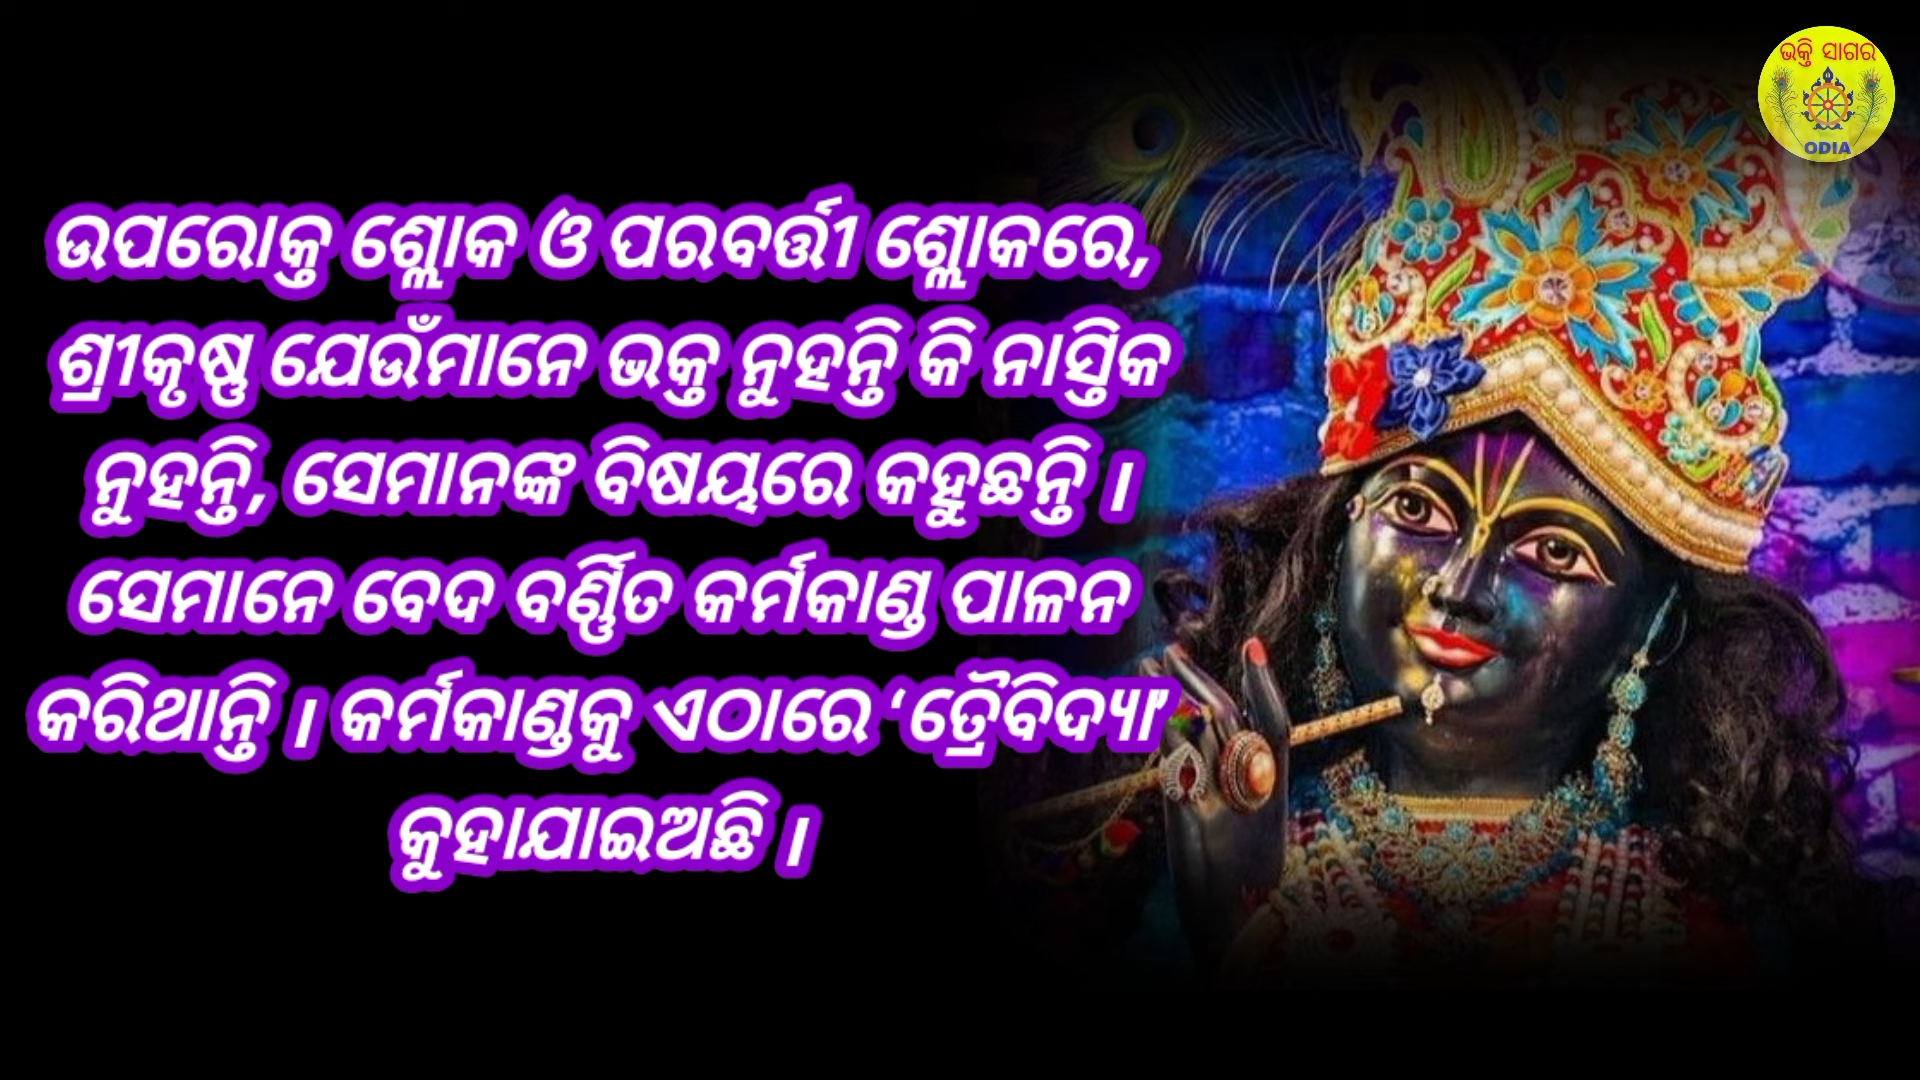 ଭକ୍ତି ସାଗର
ODIA
ଉପରୋକ୍ତ ଶ୍ଲୋକ ଓ ପରବର୍ତ୍ତୀ ଶ୍ଲୋକରେ,
ଶ୍ରୀକୃଷ୍ଣ ଯେଉଁମାନେ ଭକ୍ତ ନୁହନ୍ତି କି ନାସ୍ତିକ
ନୁହନ୍ତି, ସେମାନଙ୍କ ବିଷୟରେ କହୁଛନ୍ତି ।
ସେମାନେ ବେଦ ବର୍ଣ୍ଣିତ କର୍ମକାଣ୍ଡ ପାଳନ
କରିଥାନ୍ତି । କର୍ମକାଣ୍ଡକୁ ଏଠାରେ ‘ତ୍ରୈବିଦ୍ୟା’
କୁହାଯାଇଅଛି ।